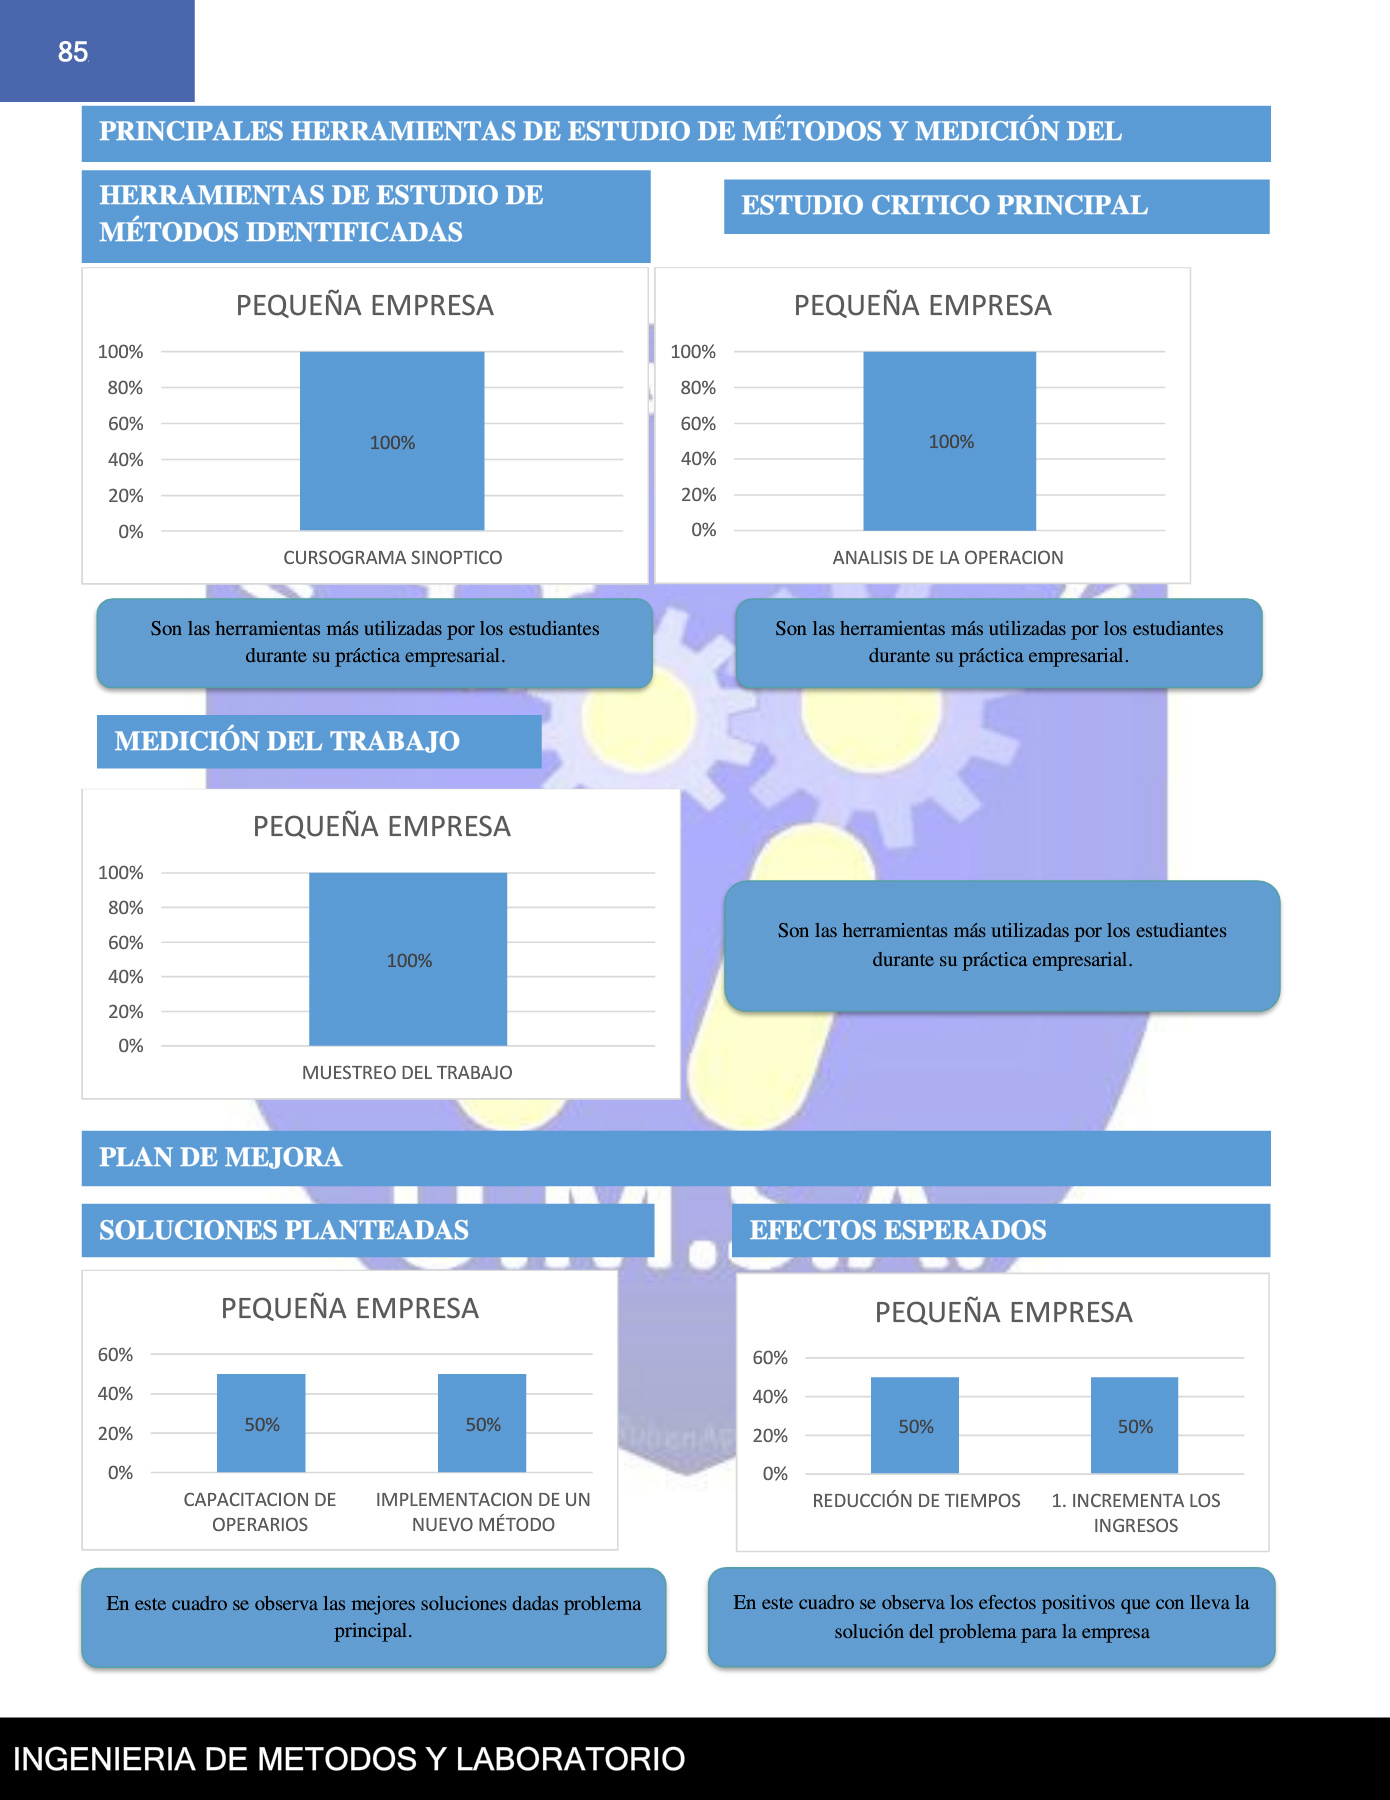 85
PRINCIPALES HERRAMIENTAS DE ESTUDIO DE MÉTODOS Y MEDICIÓN DEL
HERRAMIENTAS DE ESTUDIO DE
MÉTODOS IDENTIFICADAS
ESTUDIO CRITICO PRINCIPAL
PEQUEÑA EMPRESA
100%
80%
60%
40%
20%
0%
100%
CURSOGRAMA SINOPTICO
PEQUEÑA EMPRESA
100%
80%
60%
40%
20%
0%
100%
ANALISIS DE LA OPERACION
Son las herramientas más utilizadas por los estudiantes
durante su práctica empresarial.
Son las herramientas más utilizadas por los estudiantes
durante su práctica empresarial.
MEDICIÓN DEL TRABAJO
PEQUEÑA EMPRESA
100%
80%
60%
40%
20%
0%
100%
MUESTREO DEL TRABAJO
Son las herramientas más utilizadas por los estudiantes
durante su práctica empresarial.
PLAN DE MEJORA
SOLUCIONES PLANTEADAS
EFECTOS ESPERADOS
PEQUEÑA EMPRESA
60%
40%
20%
0%
50%
50%
CAPACITACION DE
OPERARIOS
IMPLEMENTACION DE UN
NUEVO MÉTODO
PEQUEÑA EMPRESA
60%
40%
20%
0%
50%
50%
REDUCCIÓN DE TIEMPOS
1. INCREMENTA LOS
INGRESOS
En este cuadro se observa las mejores soluciones dadas problema
principal.
En este cuadro se observa los efectos positivos que con lleva la
solución del problema para la empresa
INGENIERIA DE METODOS Y LABORATORIO